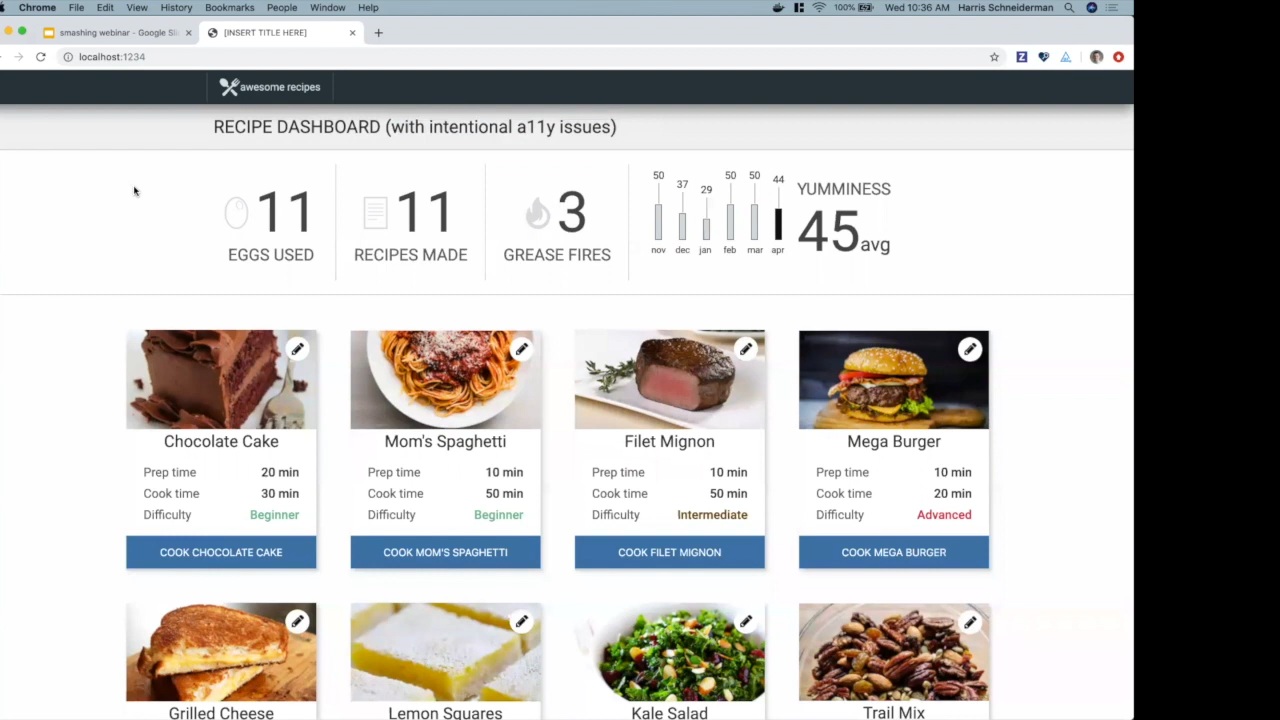 Chrome File Edit View History Bookmarks People Window Help 100% Wed 10:36 AM Harris Schneiderman
smashing webinar - Google Sli [INSERT TITLE HERE]
localhost:1234
awesome recipes
RECIPE DASHBOARD (with intentional a11y issues)
11
EGGS USED
11
RECIPES MADE
3
GREASE FIRES
50 37 29 50 50 44
nov dec jan feb mar apr
YUMMINESS
45avg
Chocolate Cake
Prep time 20 min
Cook time 30 min
Difficulty Beginner
COOK CHOCOLATE CAKE
Mom's Spaghetti
Prep time 10 min
Cook time 50 min
Difficulty Beginner
COOK MOM'S SPAGHETTI
Filet Mignon
Prep time 10 min
Cook time 50 min
Difficulty Intermediate
COOK FILET MIGNON
Mega Burger
Prep time 10 min
Cook time 20 min
Difficulty Advanced
COOK MEGA BURGER
Grilled Cheese
Lemon Squares
Kale Salad
Trail Mix